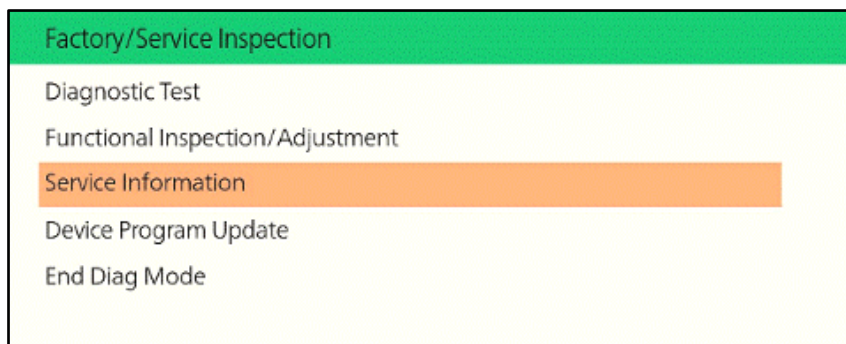 Factory/Service Inspection
Diagnostic Test
Functional Inspection/Adjustment
Service Information
Device Program Update
End Diag Mode